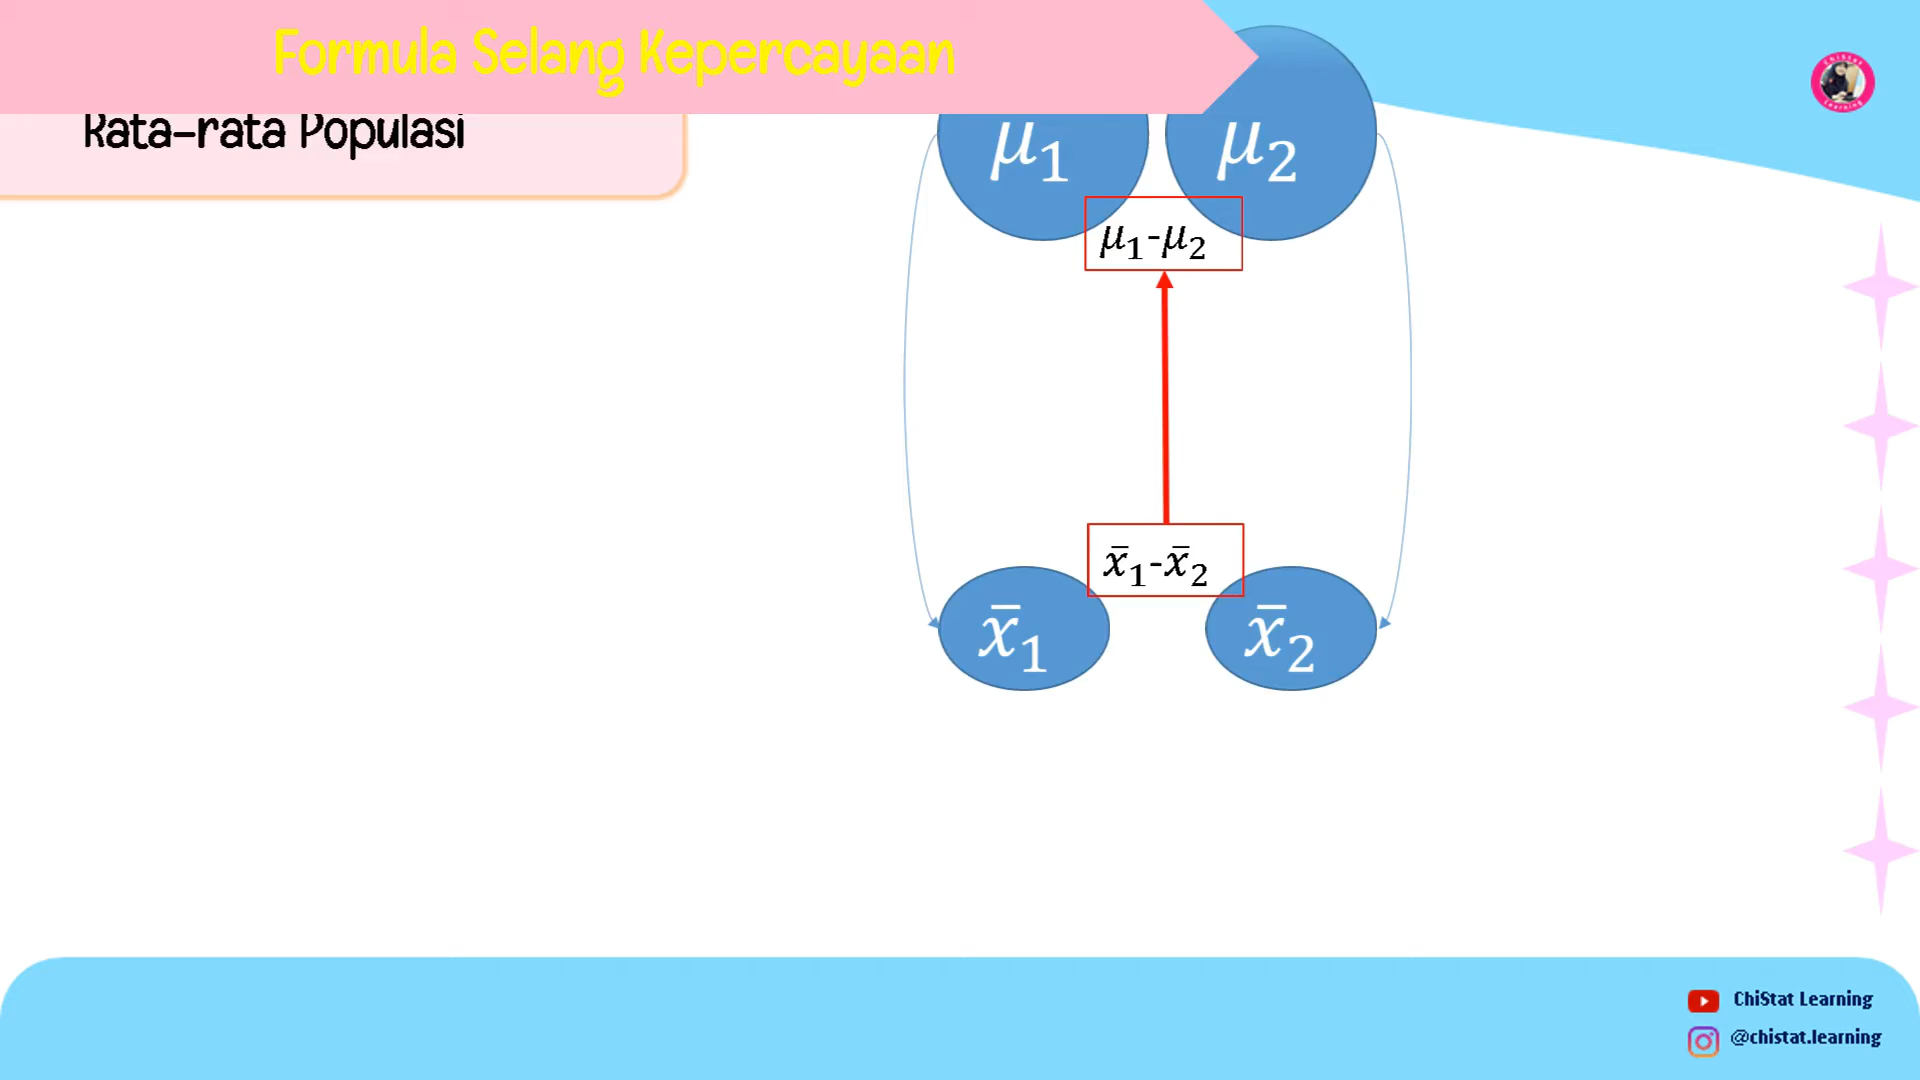 Formula Selang Kepercayaan
Rata-rata Populasi
μ₁ μ₂
μ₁-μ₂
x̄₁-x̄₂
x̄₁ x̄₂
ChiStat Learning
@chistat.learning